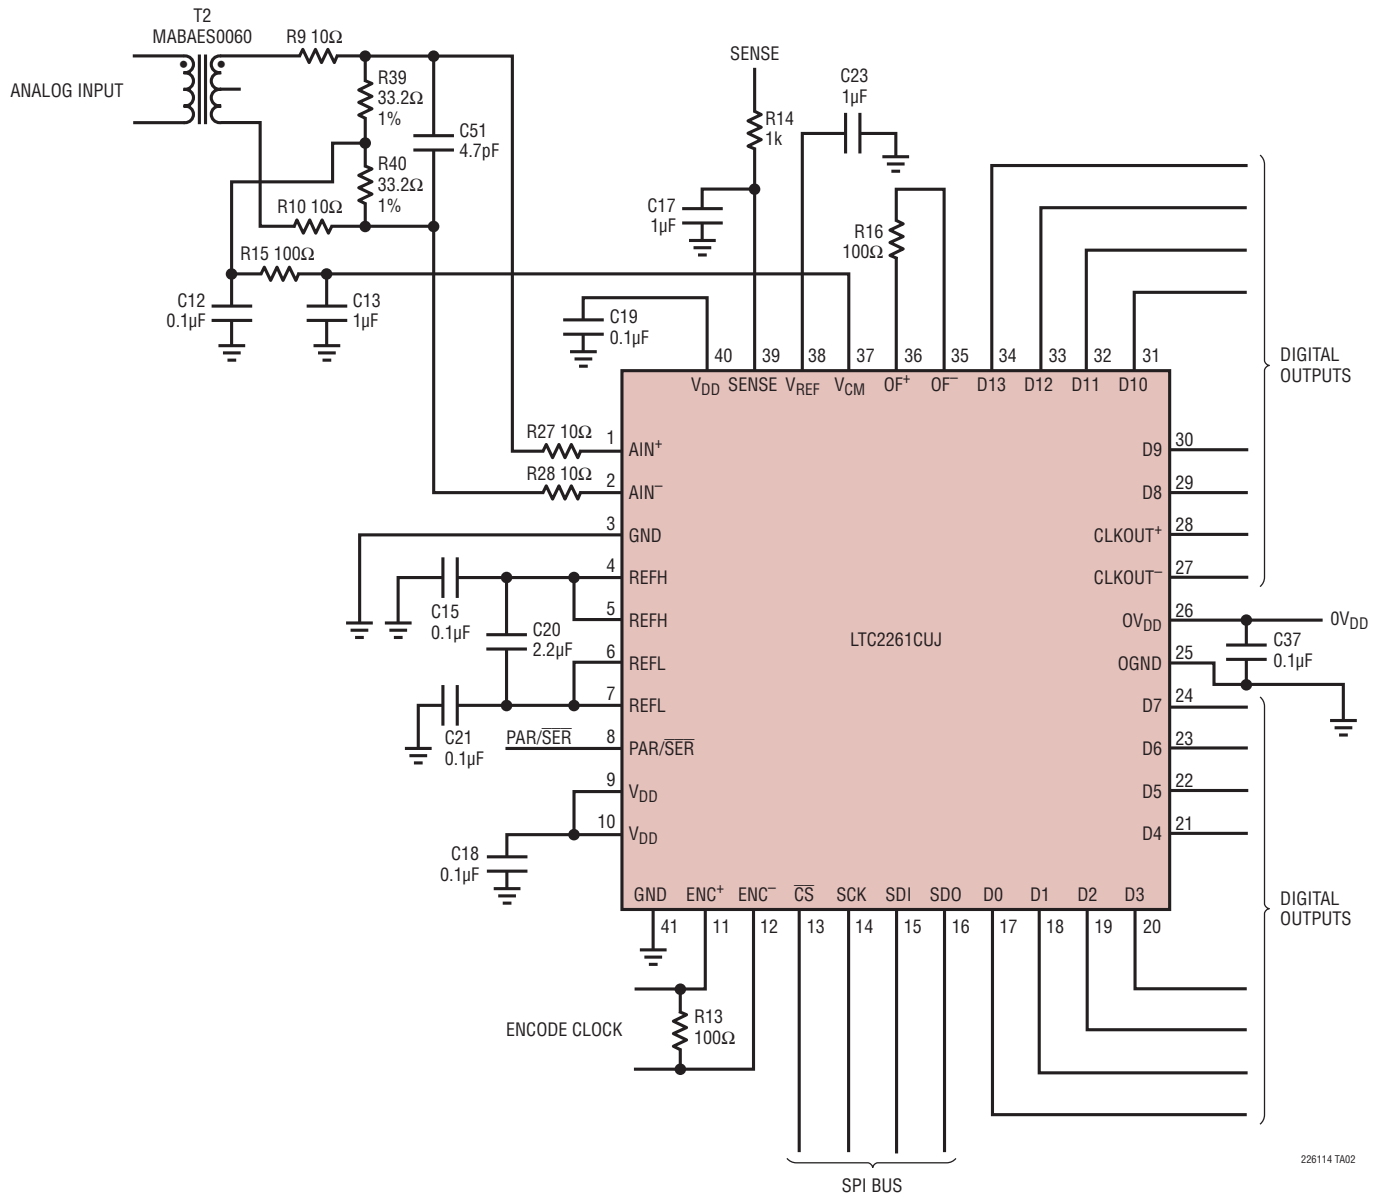 T2
MABAES0060
R9 10Ω
ANALOG INPUT
R39
33.2Ω
1%
C51
4.7pF
R40
33.2Ω
1%
R10 10Ω
R15 100Ω
C12
0.1µF
C13
1µF
SENSE
R14
1k
C17
1µF
C23
1µF
R16
100Ω
C19
0.1µF
40
39
38
37
36
35
34
33
32
31
VDD
SENSE
VREF
VCM
OF+
OF–
D13
D12
D11
D10
DIGITAL
OUTPUTS
R27 10Ω
1
AIN+
R28 10Ω
2
AIN–
3
GND
4
REFH
C15
0.1µF
5
REFH
C20
2.2µF
6
REFL
7
REFL
C21
0.1µF
PAR/SER
8
PAR/SER
9
VDD
10
VDD
C18
0.1µF
LTC2261CUJ
D9
30
D8
29
CLKOUT+
28
CLKOUT–
27
OVDD
26
0VDD
OGND
25
C37
0.1µF
D7
24
D6
23
D5
22
D4
21
GND
ENC+
ENC–
CS
SCK
SDI
SDO
D0
D1
D2
D3
41
11
12
13
14
15
16
17
18
19
20
DIGITAL
OUTPUTS
ENCODE CLOCK
R13
100Ω
SPI BUS
226114 TA02